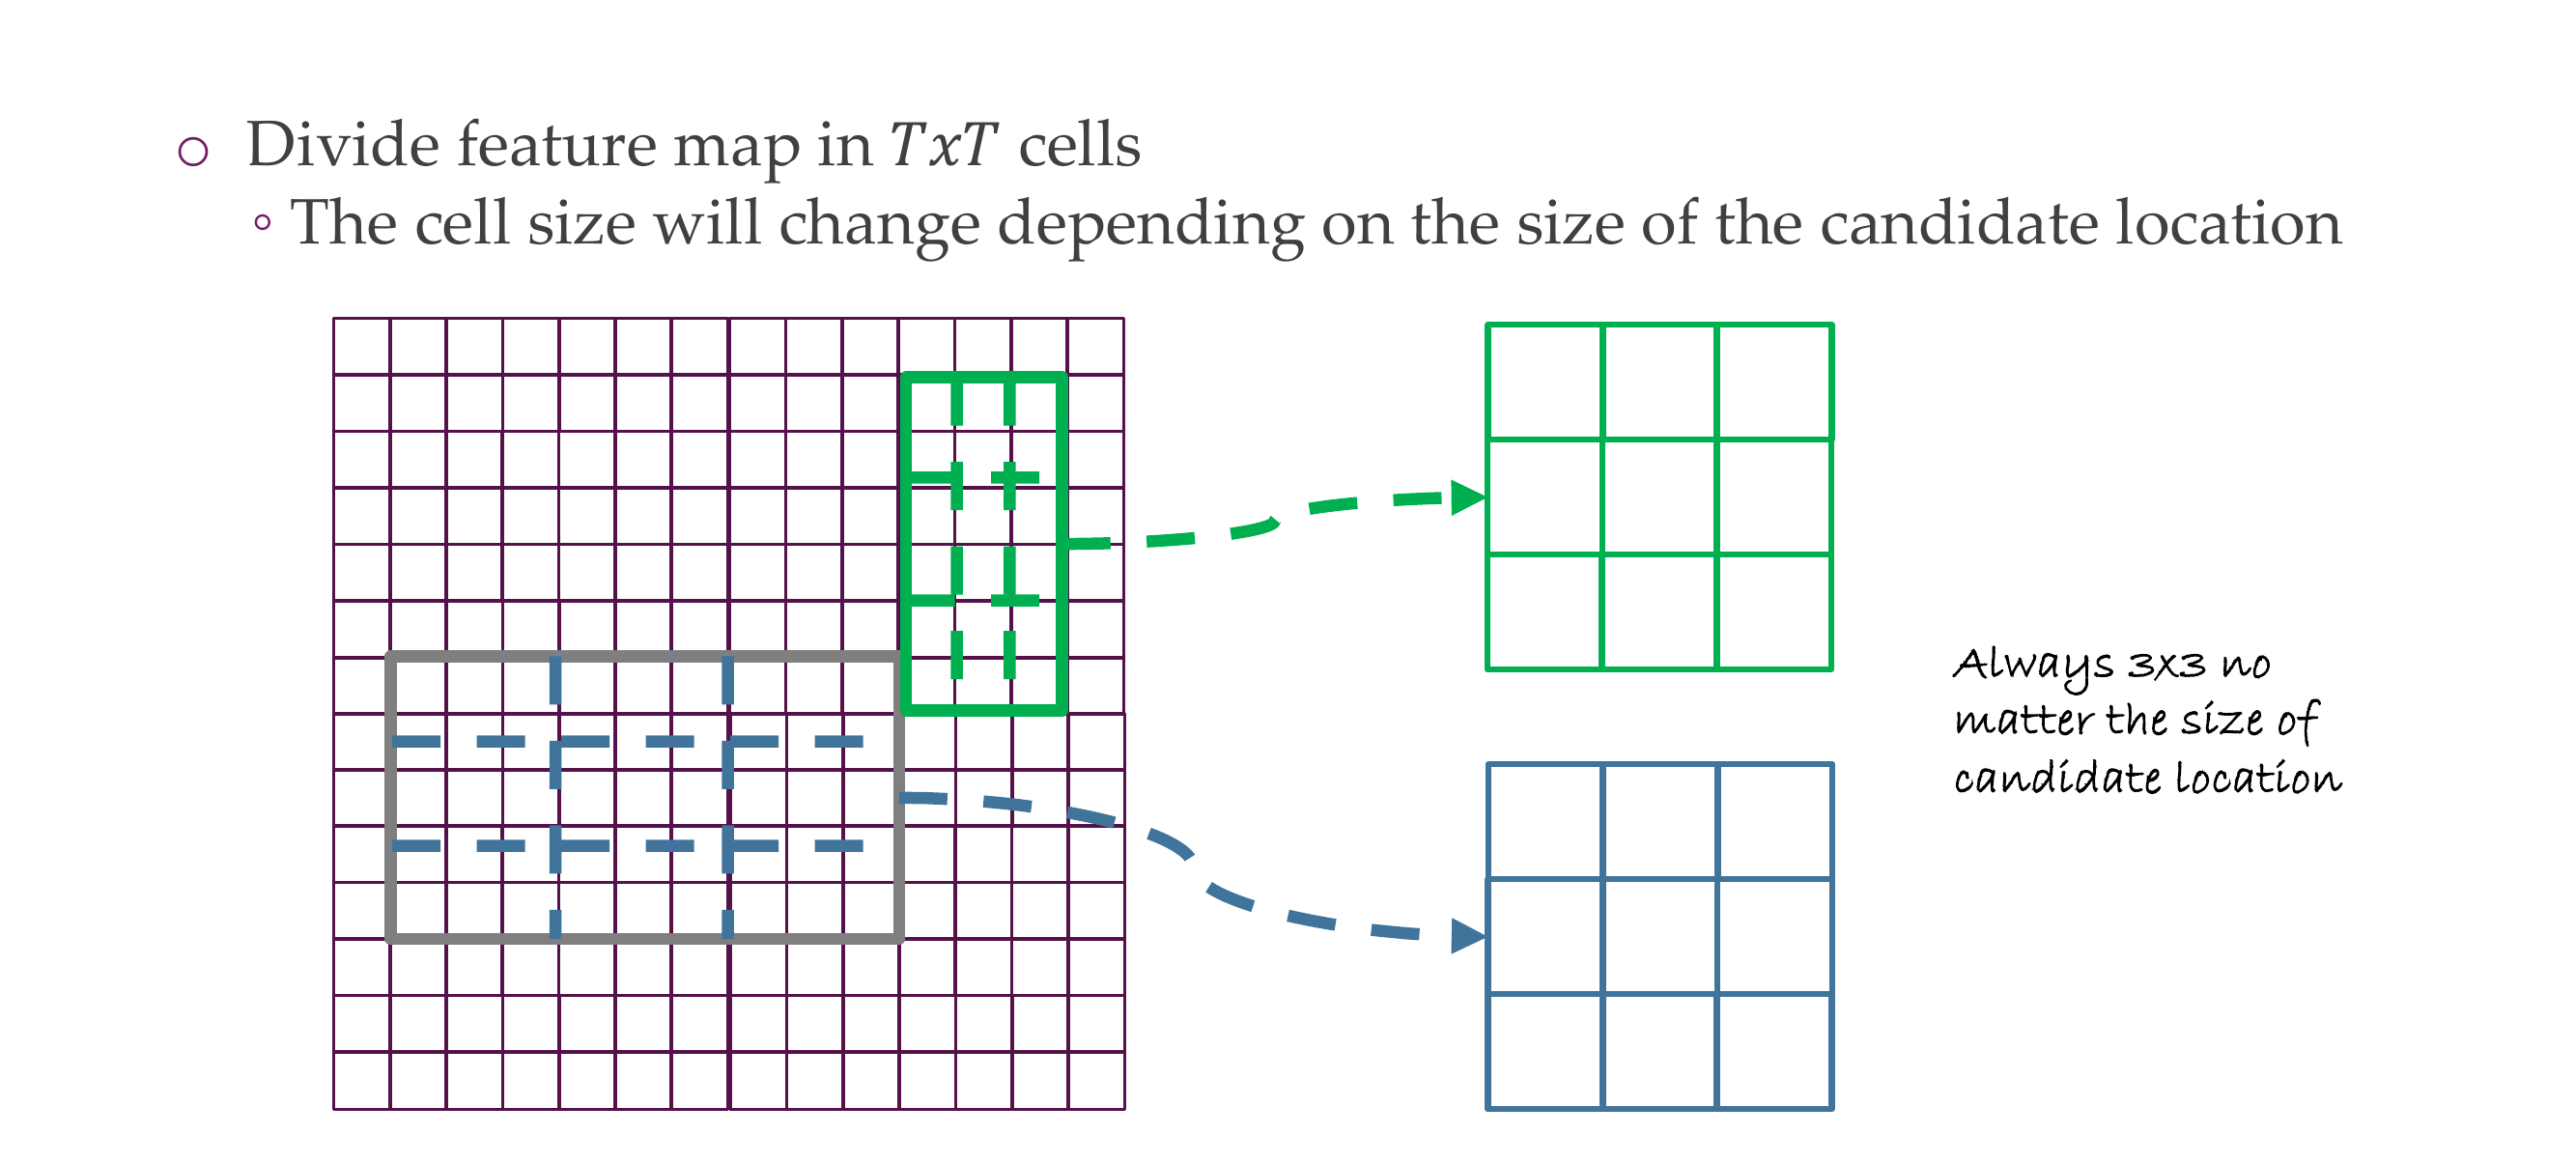 Divide feature map in TxT cells
The cell size will change depending on the size of the candidate location
Always 3x3 no
matter the size of
candidate location